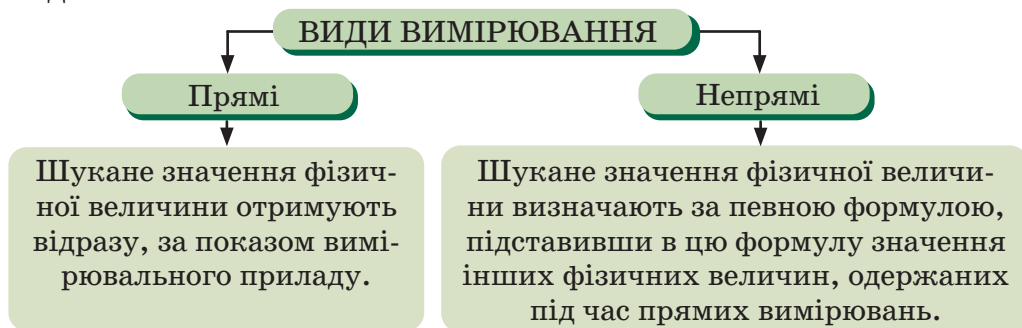 ВИДИ ВИМІРЮВАННЯ
Прямі
Непрямі
Шукане значення фізич-
ної величини отримують
відразу, за показом вимі-
рювального приладу.
Шукане значення фізичної величи-
ни визначають за певною формулою,
підставивши в цю формулу значення
інших фізичних величин, одержаних
під час прямих вимірювань.